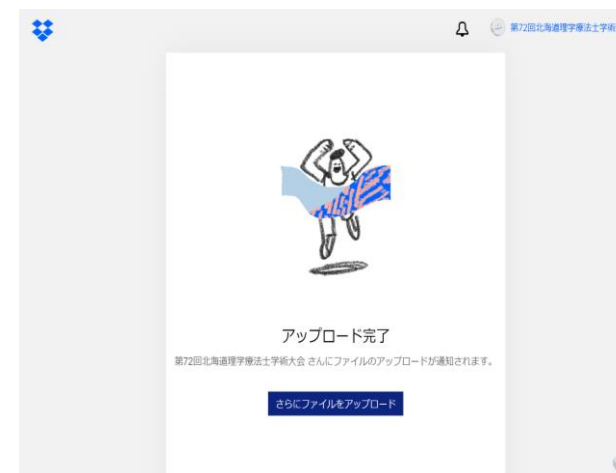 第72回北海道理学療法士学術
アップロード完了
第72回北海道理学療法士学術大会 さんにファイルのアップロードが通知されます。
さらにファイルをアップロード